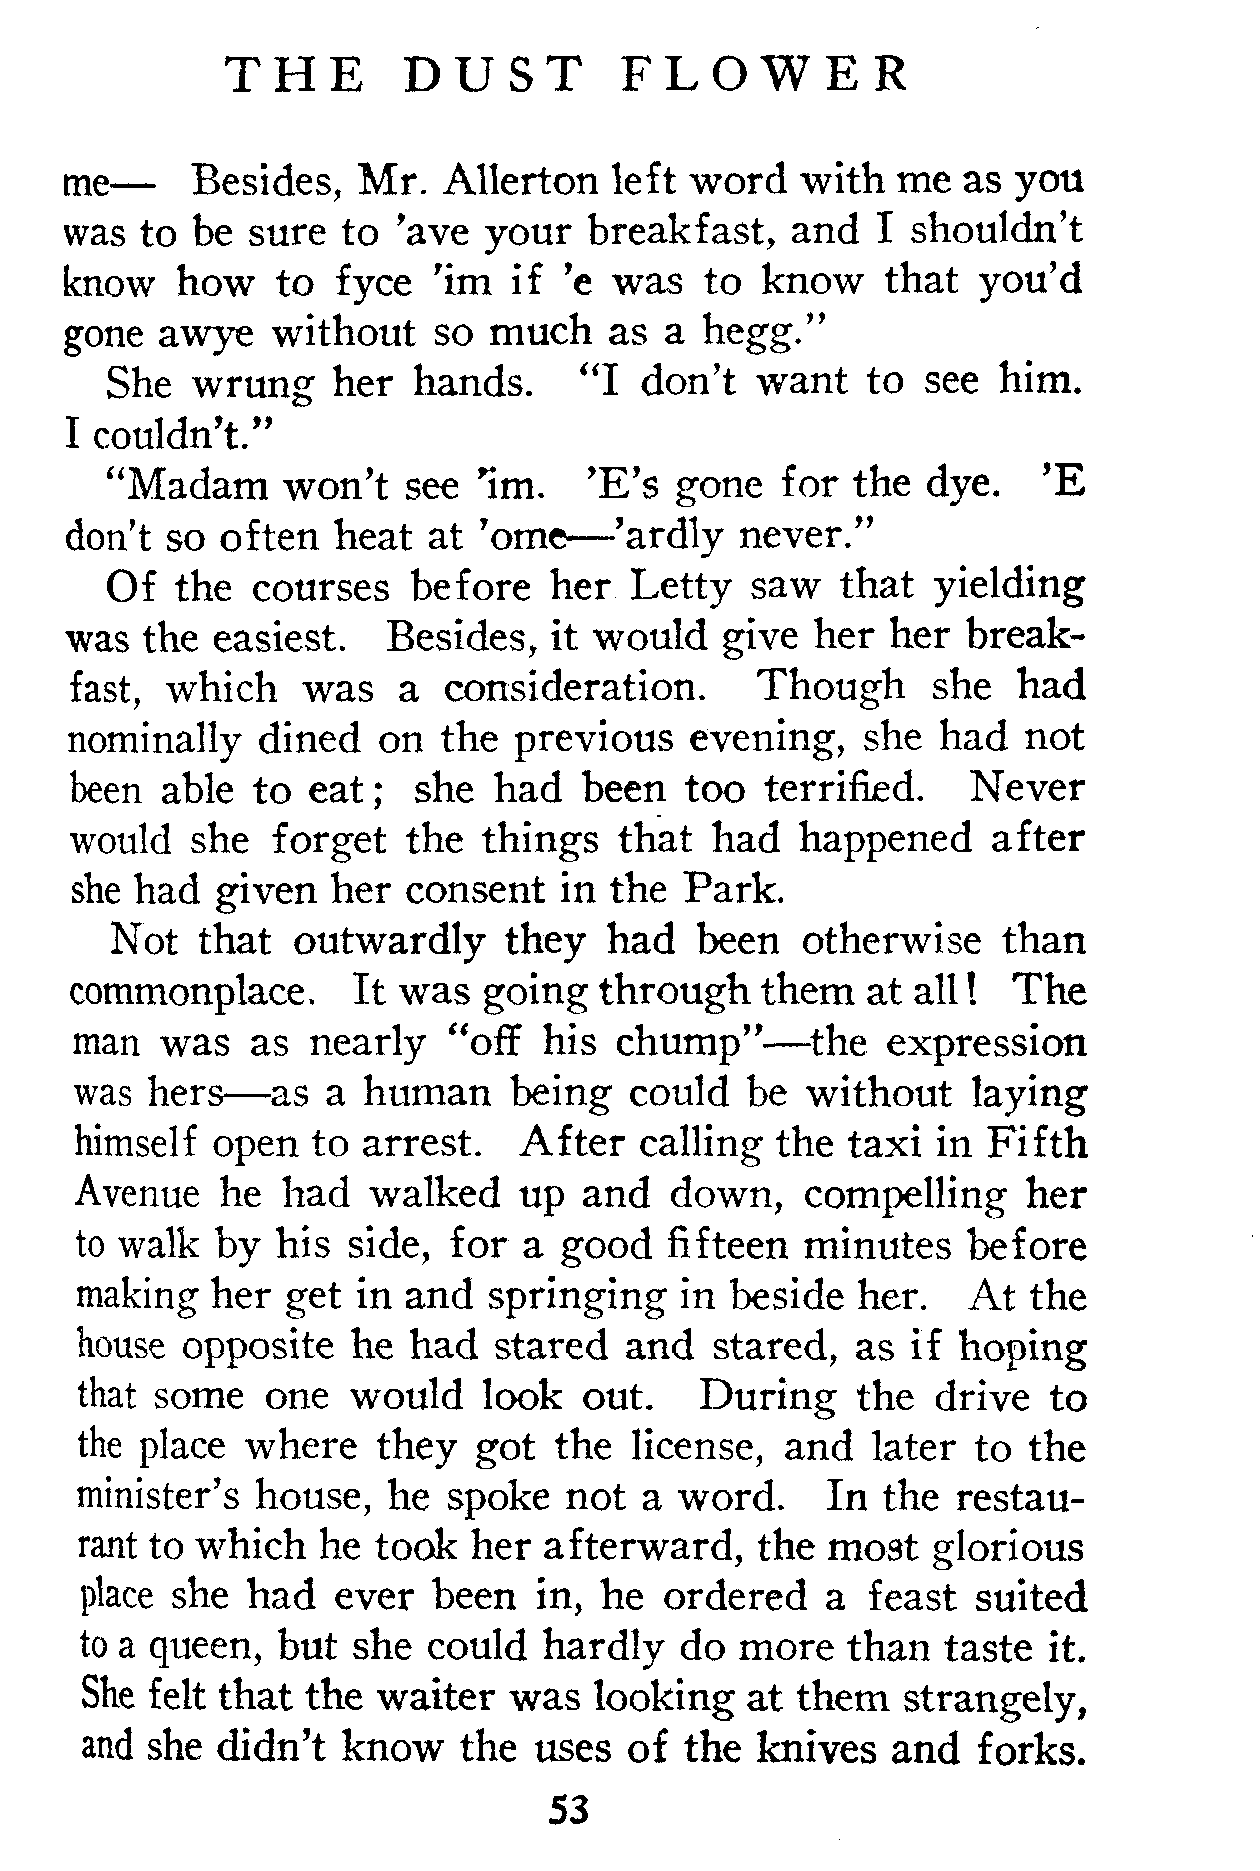 THE DUST FLOWER
me— Besides, Mr. Allerton left word with me as you
was to be sure to 'ave your breakfast, and I shouldn't
know how to fyce 'im if 'e was to know that you'd
gone awye without so much as a hegg."
She wrung her hands. "I don't want to see him.
I couldn't."
"Madam won't see 'im. 'E's gone for the dye. 'E
don't so often heat at 'ome—'ardly never."
Of the courses before her Letty saw that yielding
was the easiest. Besides, it would give her her break-
fast, which was a consideration. Though she had
nominally dined on the previous evening, she had not
been able to eat; she had been too terrified. Never
would she forget the things that had happened after
she had given her consent in the Park.
Not that outwardly they had been otherwise than
commonplace. It was going through them at all! The
man was as nearly "off his chump"—the expression
was hers—as a human being could be without laying
himself open to arrest. After calling the taxi in Fifth
Avenue he had walked up and down, compelling her
to walk by his side, for a good fifteen minutes before
making her get in and springing in beside her. At the
house opposite he had stared and stared, as if hoping
that some one would look out. During the drive to
the place where they got the license, and later to the
minister's house, he spoke not a word. In the restau-
rant to which he took her afterward, the most glorious
place she had ever been in, he ordered a feast suited
to a queen, but she could hardly do more than taste it.
She felt that the waiter was looking at them strangely,
and she didn't know the uses of the knives and forks.
53